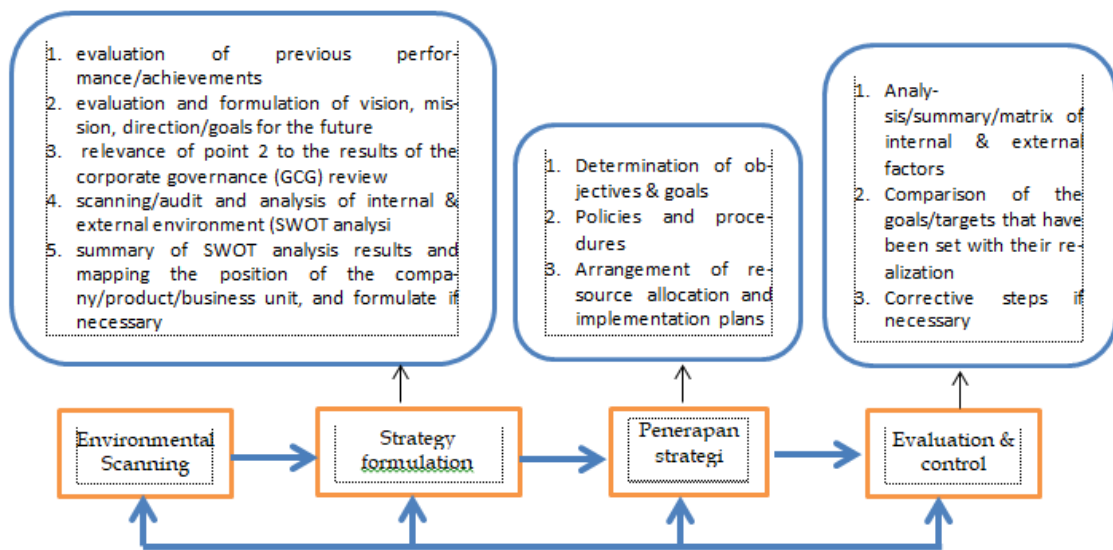 1. evaluation of previous perfor-
mance/achievements
2. evaluation and formulation of vision, mis-
sion, direction/goals for the future
3. relevance of point 2 to the results of the
corporate governance (GCG) review
4. scanning/audit and analysis of internal &
external environment (SWOT analysi
5. summary of SWOT analysis results and
mapping the position of the compa-
ny/product/business unit, and formulate if
necessary
1. Determination of ob-
jectives & goals
2. Policies and proce-
dures
3. Arrangement of re-
source allocation and
implementation plans
1. Analy-
sis/summary/matrix of
internal & external
factors
2. Comparison of the
goals/targets that have
been set with their re-
alization
3. Corrective steps if
necessary
Environmental
Scanning
Strategy
formulation
Penerapan
strategi
Evaluation &
control